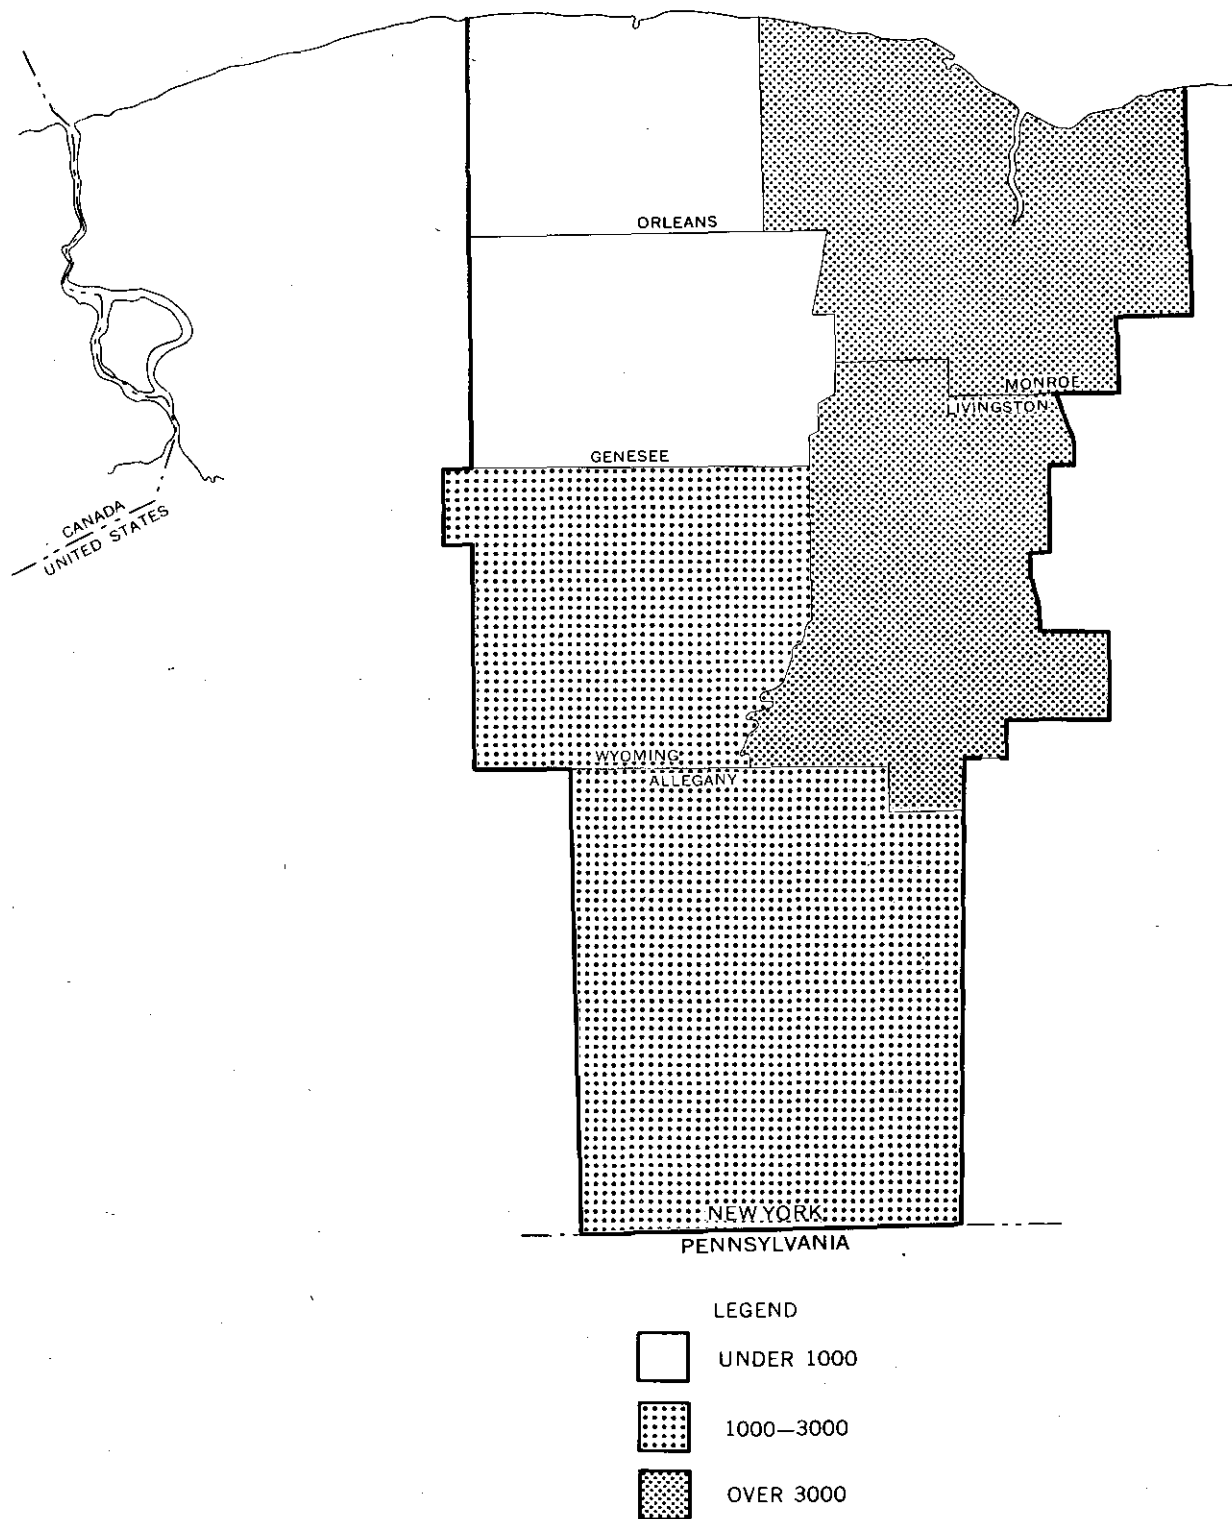 ORLEANS
MONROE
LIVINGSTON
GENESEE
CANADA
UNITED STATES
WYOMING
ALLEGANY
NEW YORK
PENNSYLVANIA
LEGEND
UNDER 1000
1000—3000
OVER 3000